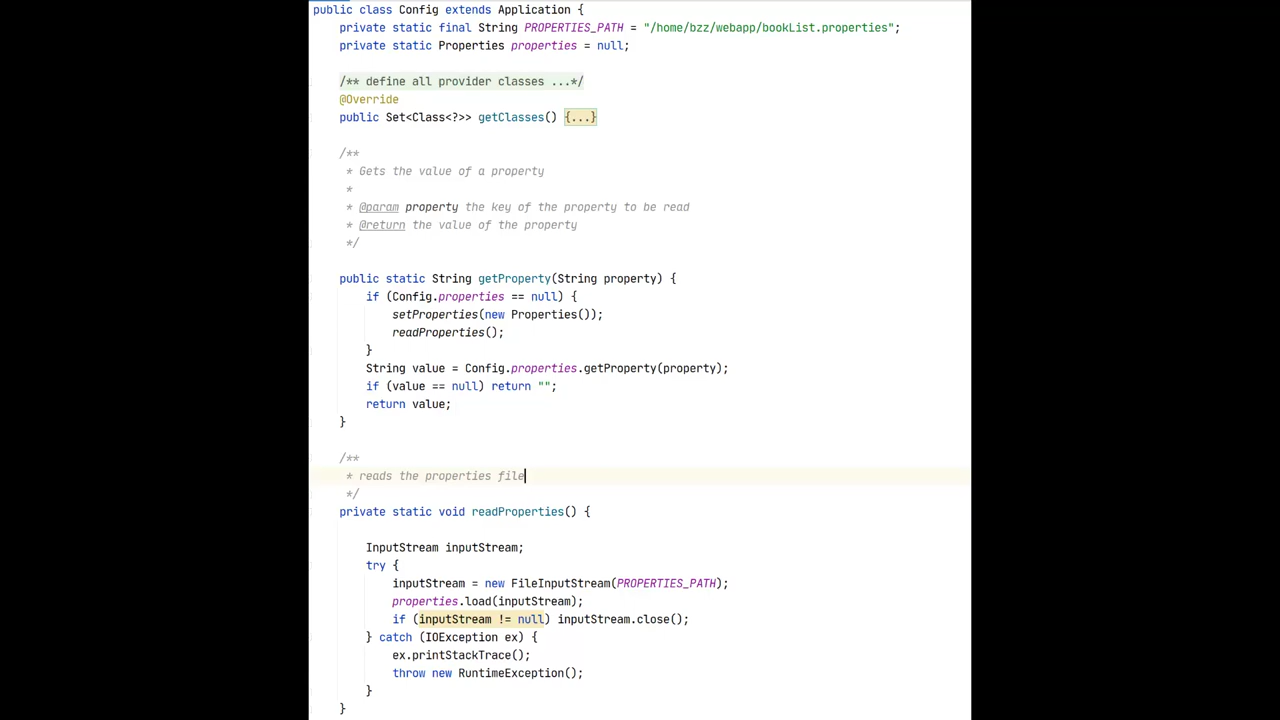 public class Config extends Application {
private static final String PROPERTIES_PATH = "/home/bzz/webapp/bookList.properties";
private static Properties properties = null;
/** define all provider classes ...*/
@Override
public Set<Class<?>> getClasses() {...}
/**
* Gets the value of a property
*
* @param property the key of the property to be read
* @return the value of the property
*/
public static String getProperty(String property) {
if (Config.properties == null) {
setProperties(new Properties());
readProperties();
}
String value = Config.properties.getProperty(property);
if (value == null) return "";
return value;
}
/**
* reads the properties file
*/
private static void readProperties() {
InputStream inputStream;
try {
inputStream = new FileInputStream(PROPERTIES_PATH);
properties.load(inputStream);
if (inputStream != null) inputStream.close();
} catch (IOException ex) {
ex.printStackTrace();
throw new RuntimeException();
}
}